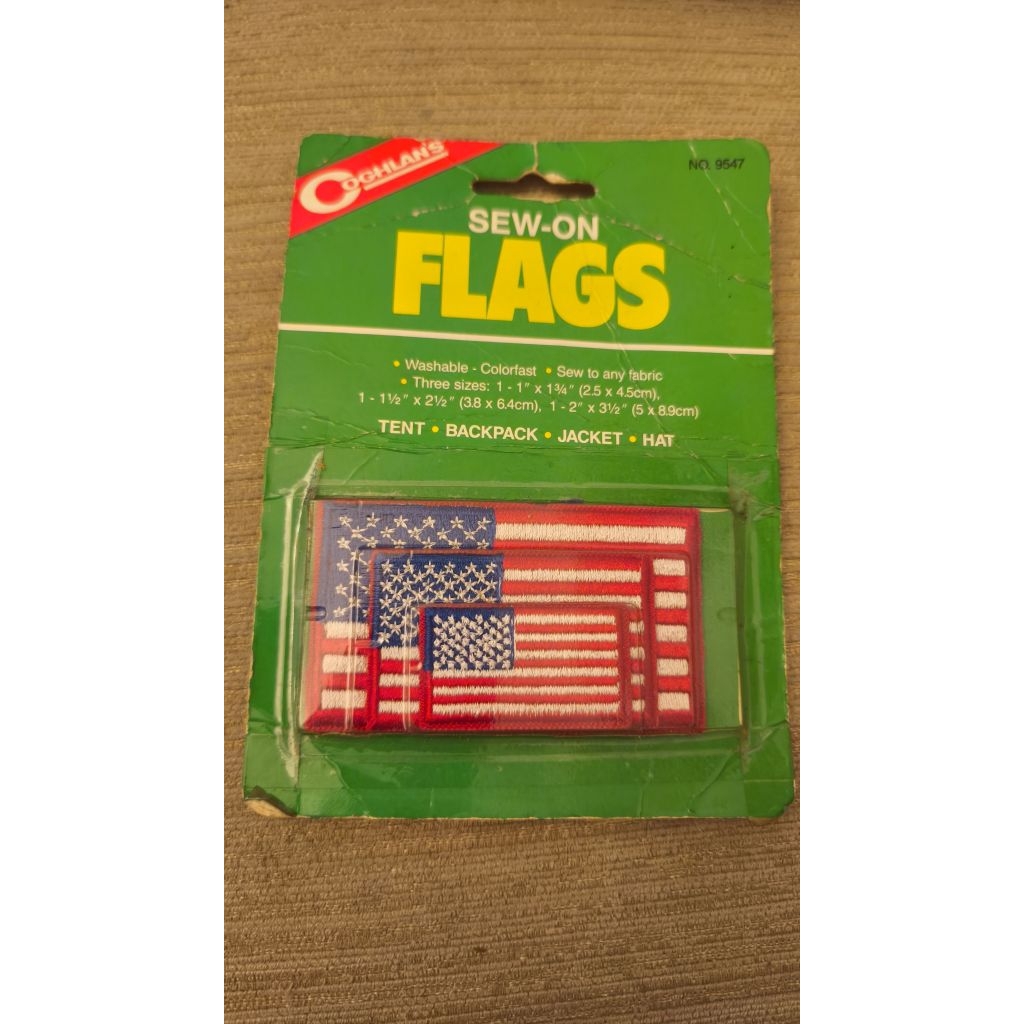 COGHLAN'S
NO. 9547
SEW-ON
FLAGS
• Washable - Colorfast • Sew to any fabric
• Three sizes: 1 - 1" x 1¾" (2.5 x 4.5cm),
1 - 1½" x 2½" (3.8 x 6.4cm), 1 - 2" x 3½" (5 x 8.9cm)
TENT • BACKPACK • JACKET • HAT